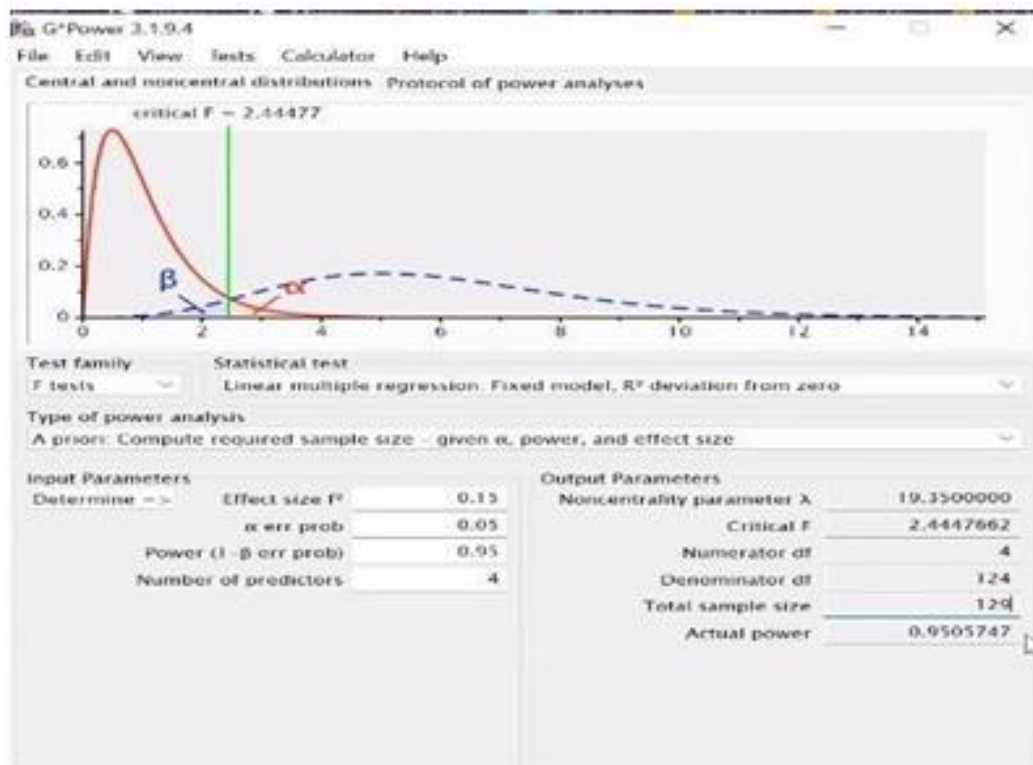 G*Power 3.1.9.4
File Edit View Tests Calculator Help
Central and noncentral distributions Protocol of power analyses
critical F = 2.44477
0.6
0.4
0.2
0
β
α
0 2 4 6 8 10 12 14
Test family Statistical test
F tests Linear multiple regression: Fixed model, R² deviation from zero
Type of power analysis
A priori: Compute required sample size - given α, power, and effect size
Input Parameters Output Parameters
Determine => Effect size f² 0.15 Noncentrality parameter λ 19.3500000
α err prob 0.05 Critical F 2.4447662
Power (1-β err prob) 0.95 Numerator df 4
Number of predictors 4 Denominator df 124
Total sample size 129
Actual power 0.9505747